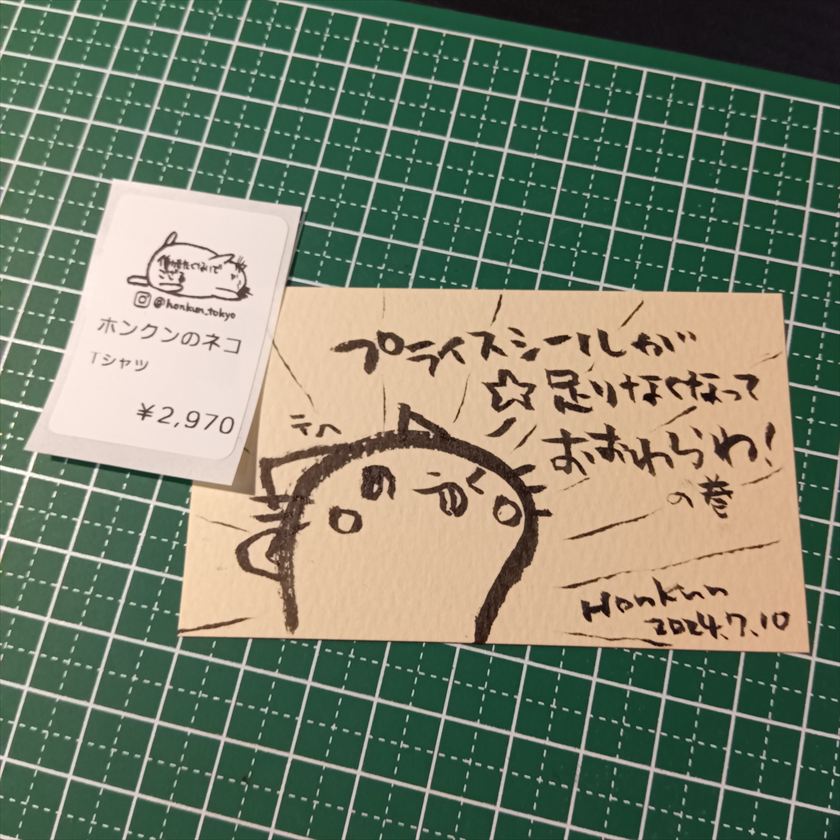 @honkun_tokyo
ホンクンのネコ
Tシャツ
¥2,970
プライスシールが
☆足りなくなって
おおわらわ!
の巻
テヘ
Honkun
2024.7.10